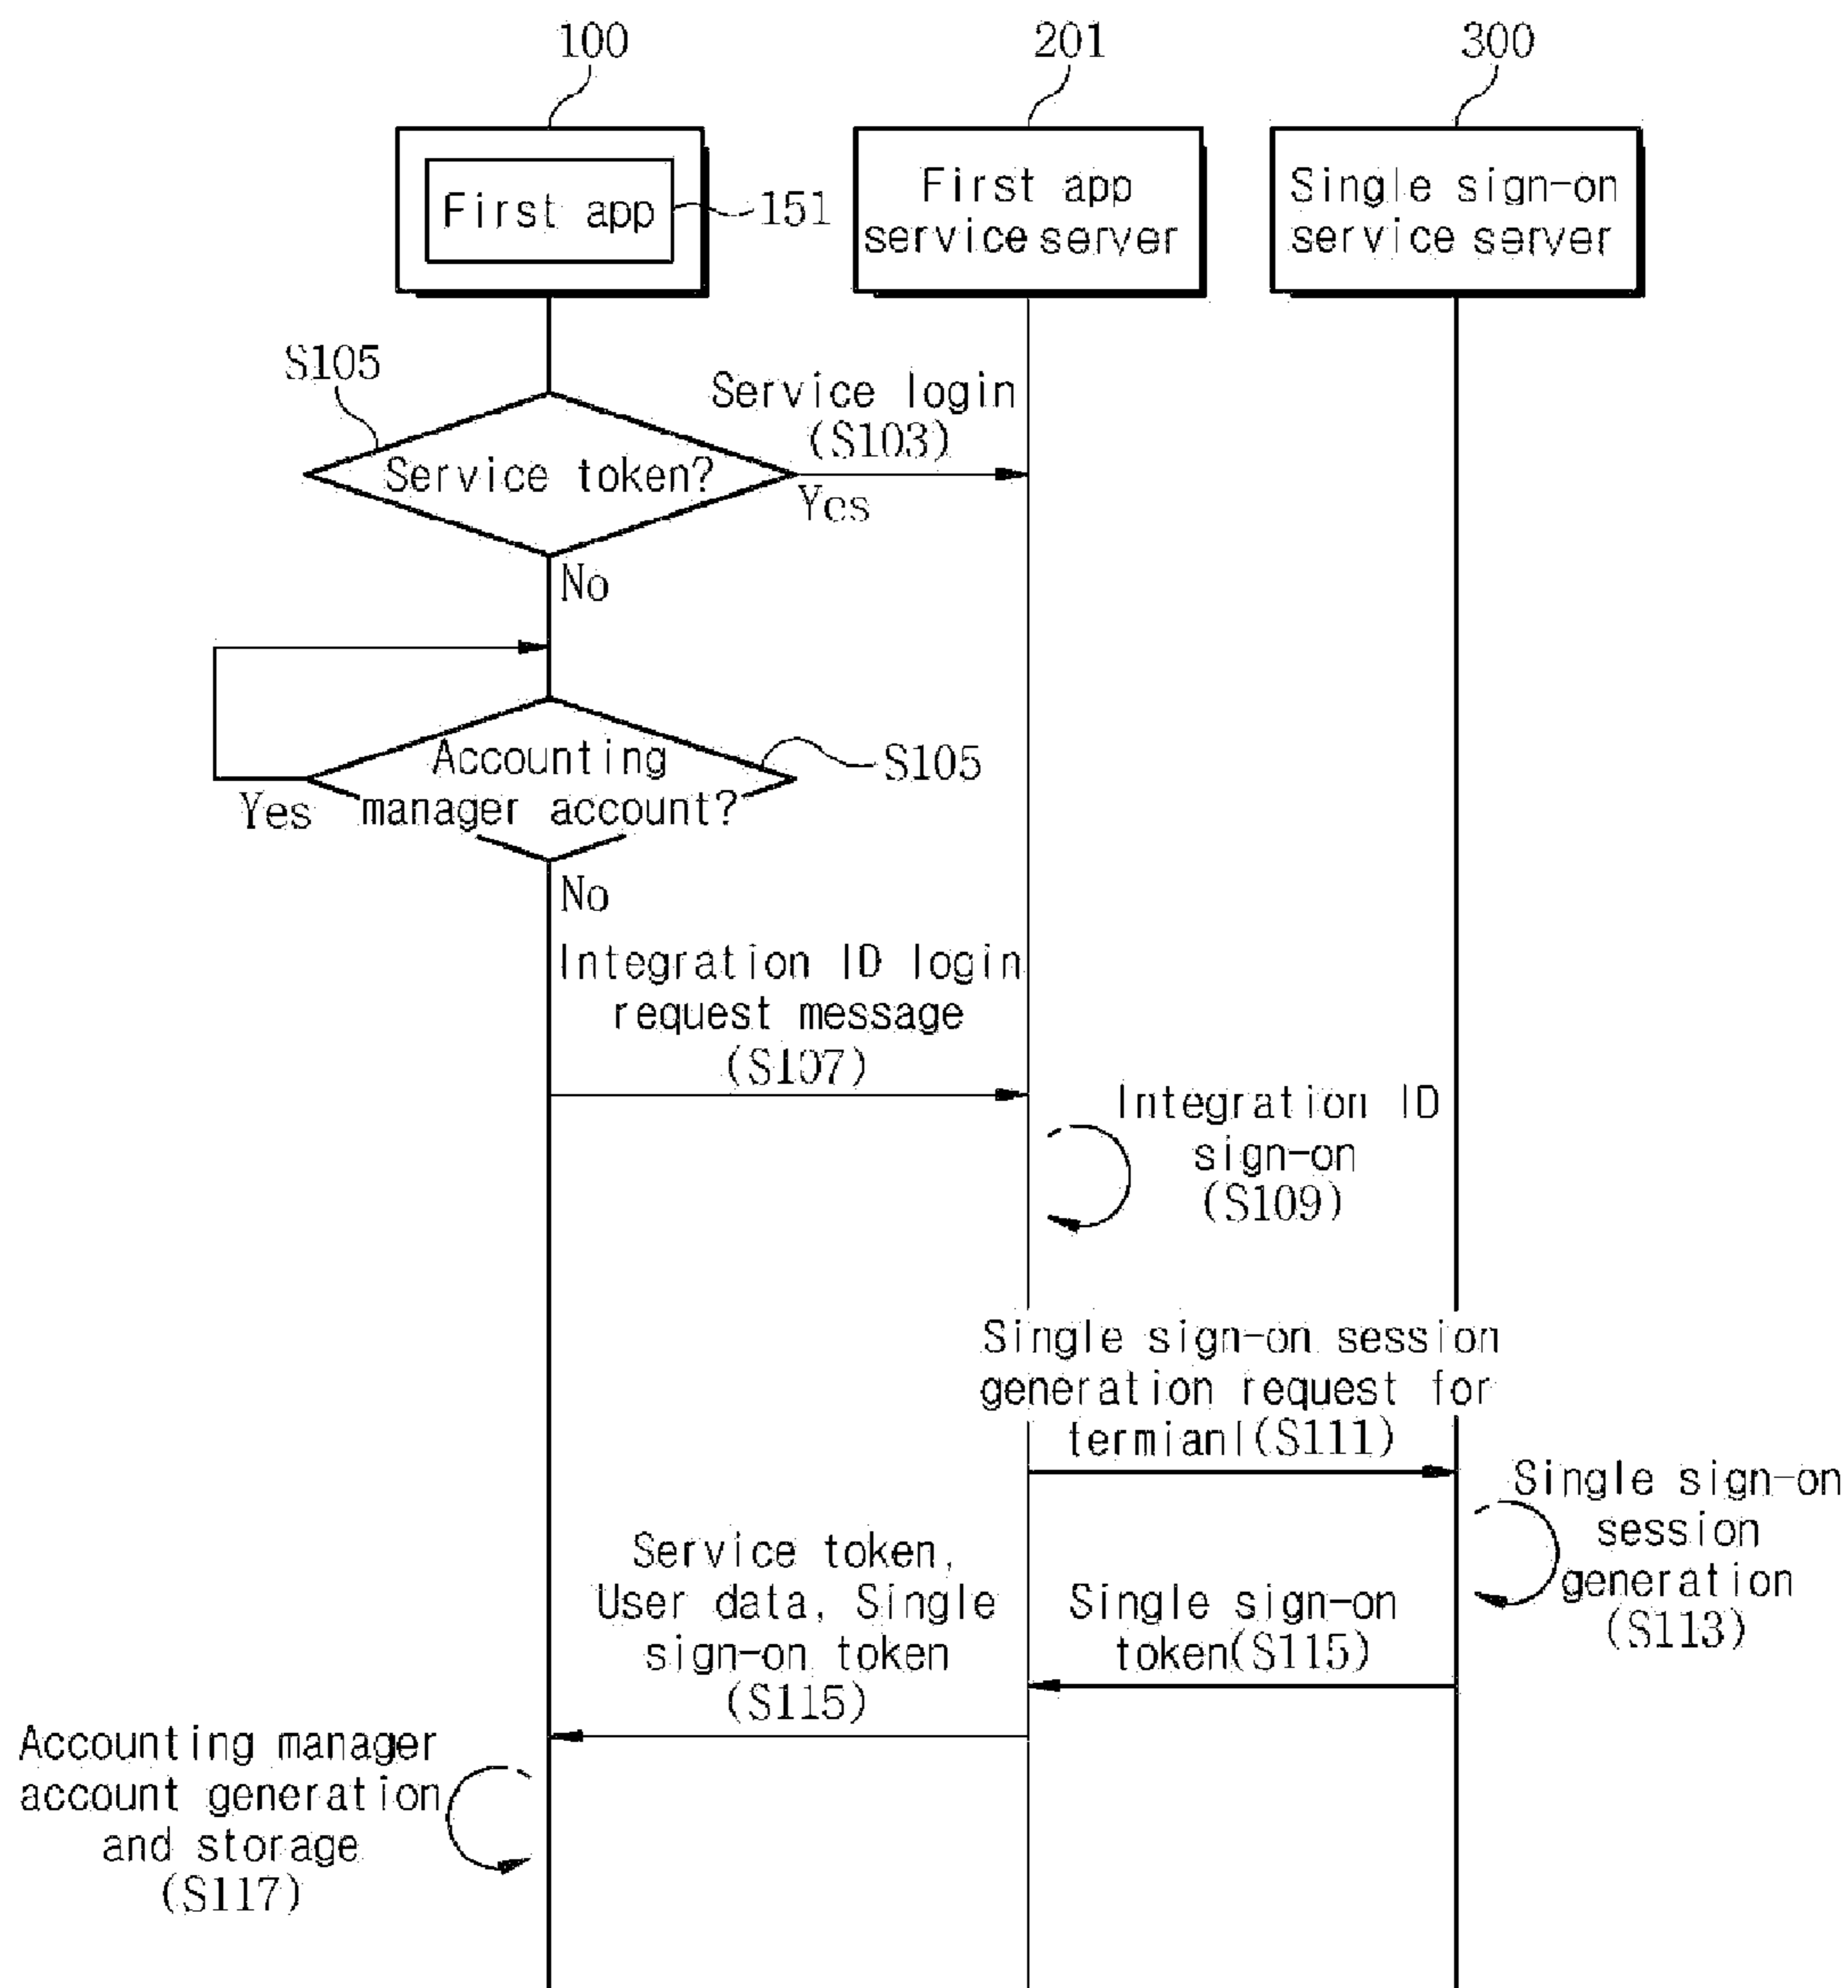 100
201
300
First app
151
First app
service server
Single sign-on
service server
S105
Service login
(S103)
Service token?
Yes
No
Accounting
manager account?
S105
Yes
No
Integration ID login
request message
(S107)
Integration ID
sign-on
(S109)
Single sign-on session
generation request for
termianl(S111)
Single sign-on
session
generation
(S113)
Service token,
User data, Single
sign-on token
(S115)
Single sign-on
token(S115)
Accounting manager
account generation
and storage
(S117)